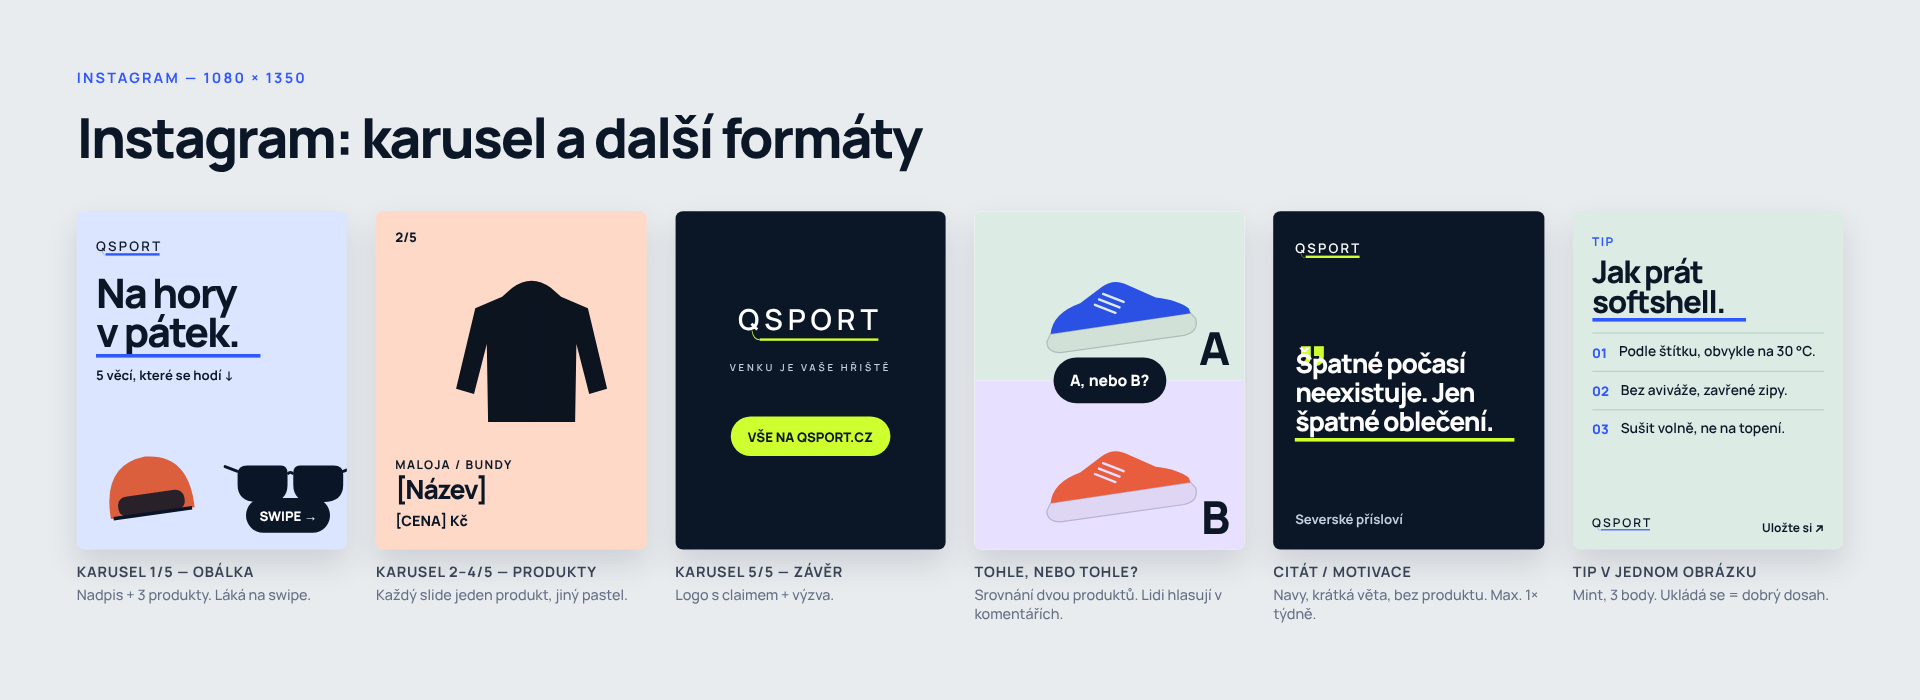 INSTAGRAM — 1080 × 1350
Instagram: karusel a další formáty
QSPORT
Na hory
v pátek.
5 věcí, které se hodí ↓
SWIPE →
KARUSEL 1/5 — OBÁLKA
Nadpis + 3 produkty. Láká na swipe.
2/5
MALOJA / BUNDY
[Název]
[CENA] Kč
KARUSEL 2–4/5 — PRODUKTY
Každý slide jeden produkt, jiný pastel.
QSPORT
VENKU JE VAŠE HŘIŠTĚ
VŠE NA QSPORT.CZ
KARUSEL 5/5 — ZÁVĚR
Logo s claimem + výzva.
A
A, nebo B?
B
TOHLE, NEBO TOHLE?
Srovnání dvou produktů. Lidi hlasují v
komentářích.
QSPORT
"
Špatné počasí
neexistuje. Jen
špatné oblečení.
Severské přísloví
CITÁT / MOTIVACE
Navy, krátká věta, bez produktu. Max. 1×
týdně.
TIP
Jak prát
softshell.
01 Podle štítku, obvykle na 30 °C.
02 Bez aviváže, zavřené zipy.
03 Sušit volně, ne na topení.
QSPORT
Uložte si ↗
TIP V JEDNOM OBRÁZKU
Mint, 3 body. Ukládá se = dobrý dosah.